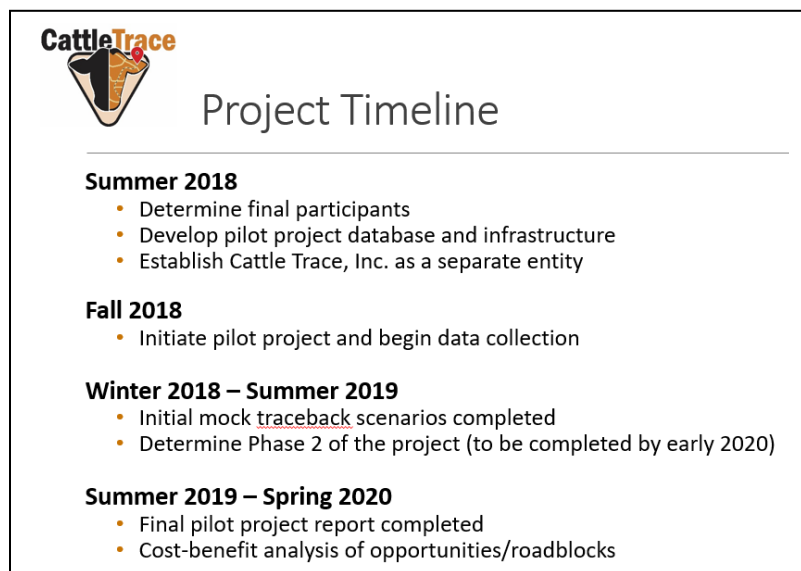 CattleTrace
Project Timeline
Summer 2018
• Determine final participants
• Develop pilot project database and infrastructure
• Establish Cattle Trace, Inc. as a separate entity
Fall 2018
• Initiate pilot project and begin data collection
Winter 2018 – Summer 2019
• Initial mock traceback scenarios completed
• Determine Phase 2 of the project (to be completed by early 2020)
Summer 2019 – Spring 2020
• Final pilot project report completed
• Cost-benefit analysis of opportunities/roadblocks